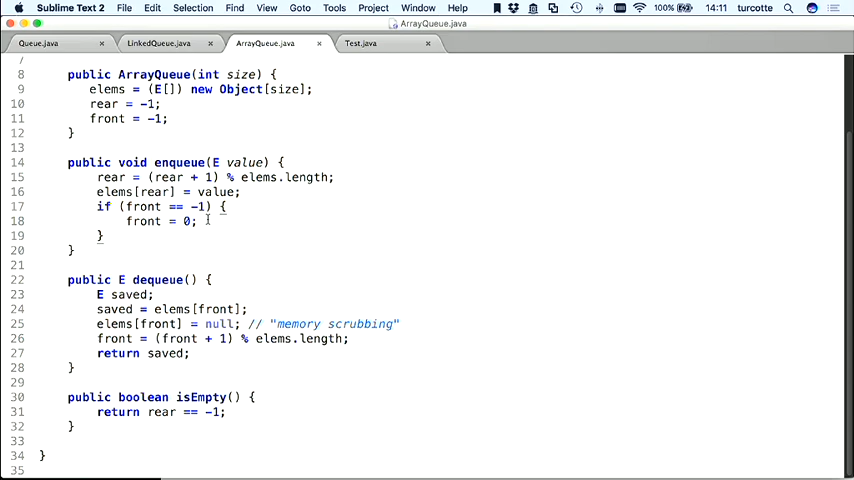 Sublime Text 2 File Edit Selection Find View Goto Tools Project Window Help 100% 14:11 turcotte
ArrayQueue.java
Queue.java × LinkedQueue.java × ArrayQueue.java × Test.java ×
7
8 public ArrayQueue(int size) {
9 elems = (E[]) new Object[size];
10 rear = -1;
11 front = -1;
12 }
13
14 public void enqueue(E value) {
15 rear = (rear + 1) % elems.length;
16 elems[rear] = value;
17 if (front == -1) {
18 front = 0;
19 }
20 }
21
22 public E dequeue() {
23 E saved;
24 saved = elems[front];
25 elems[front] = null; // "memory scrubbing"
26 front = (front + 1) % elems.length;
27 return saved;
28 }
29
30 public boolean isEmpty() {
31 return rear == -1;
32 }
33
34 }
35